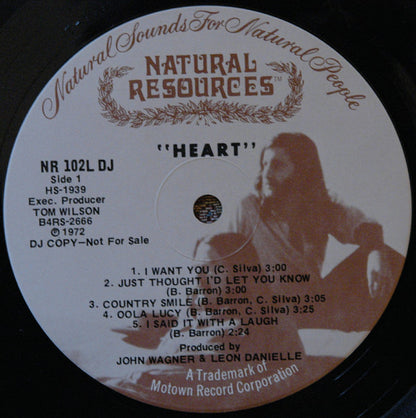 Natural Sounds For Natural People
NATURAL
RESOURCES™
"HEART"
NR 102L DJ
Side 1
HS-1939
Exec. Producer
TOM WILSON
B4RS-2666
℗ 1972
DJ COPY-Not For Sale
1. I WANT YOU (C. Silva) 3:00
2. JUST THOUGHT I'D LET YOU KNOW
(B. Barron) 3:00
3. COUNTRY SMILE (B. Barron, C. Silva) 3:05
4. OOLA LUCY (B. Barron, C. Silva) 3:25
5. I SAID IT WITH A LAUGH
(B. Barron) 2:24
Produced by
JOHN WAGNER & LEON DANIELLE
A Trademark of
Motown Record Corporation